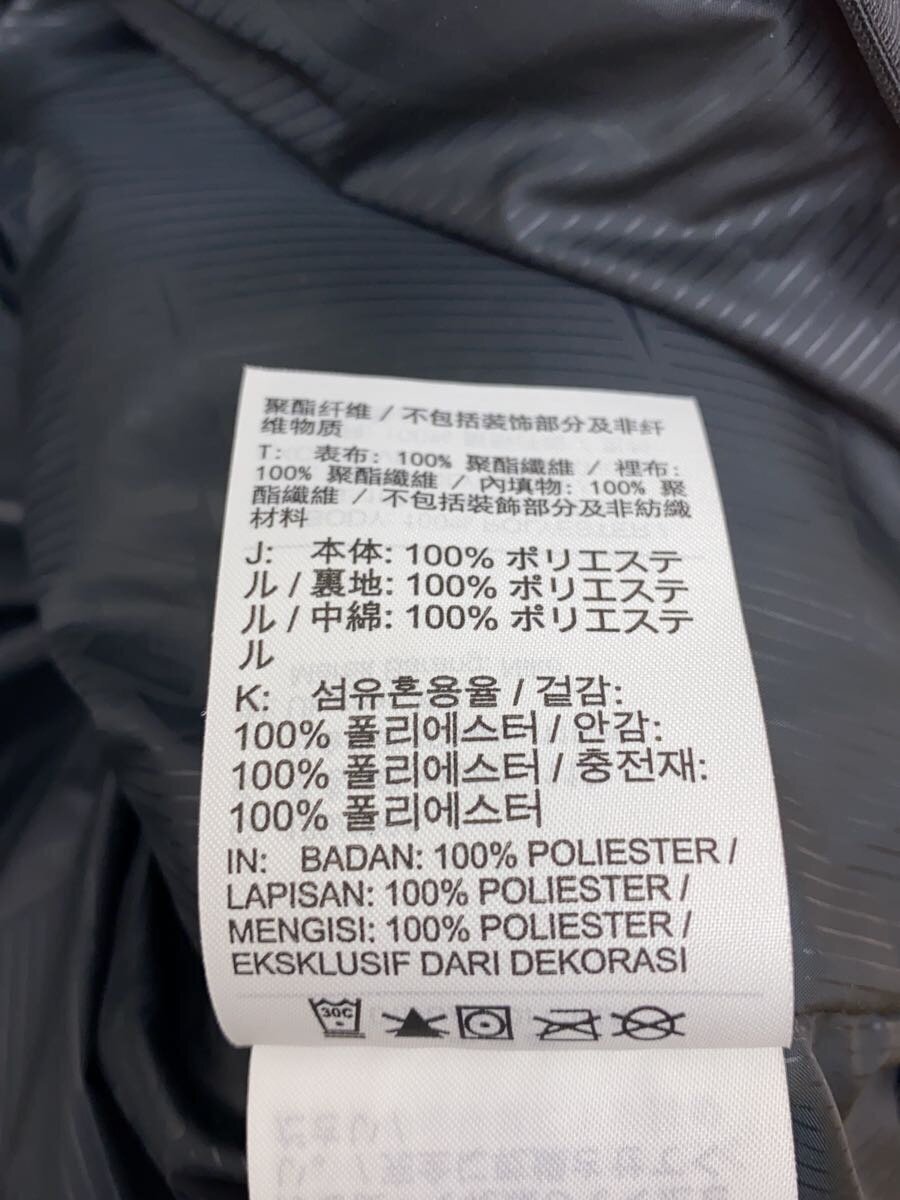 聚酯纤维 / 不包括装饰部分及非纤
维物质
T: 表布: 100% 聚酯纖維 / 裡布:
100% 聚酯纖維 / 內填物: 100% 聚
酯纖維 / 不包括裝飾部分及非紡織
材料
J: 本体: 100% ポリエステ
ル / 裏地: 100% ポリエステ
ル / 中綿: 100% ポリエステ
ル
K: 섬유혼용율 / 겉감:
100% 폴리에스터 / 안감:
100% 폴리에스터 / 충전재:
100% 폴리에스터
IN: BADAN: 100% POLIESTER /
LAPISAN: 100% POLIESTER /
MENGISI: 100% POLIESTER /
EKSKLUSIF DARI DEKORASI
30C